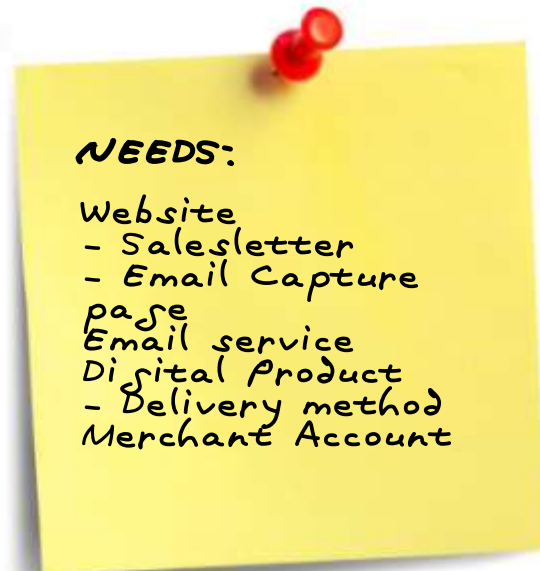 NEEDS:
Website
- Salesletter
- Email Capture
page
Email service
Digital Product
- Delivery method
Merchant Account